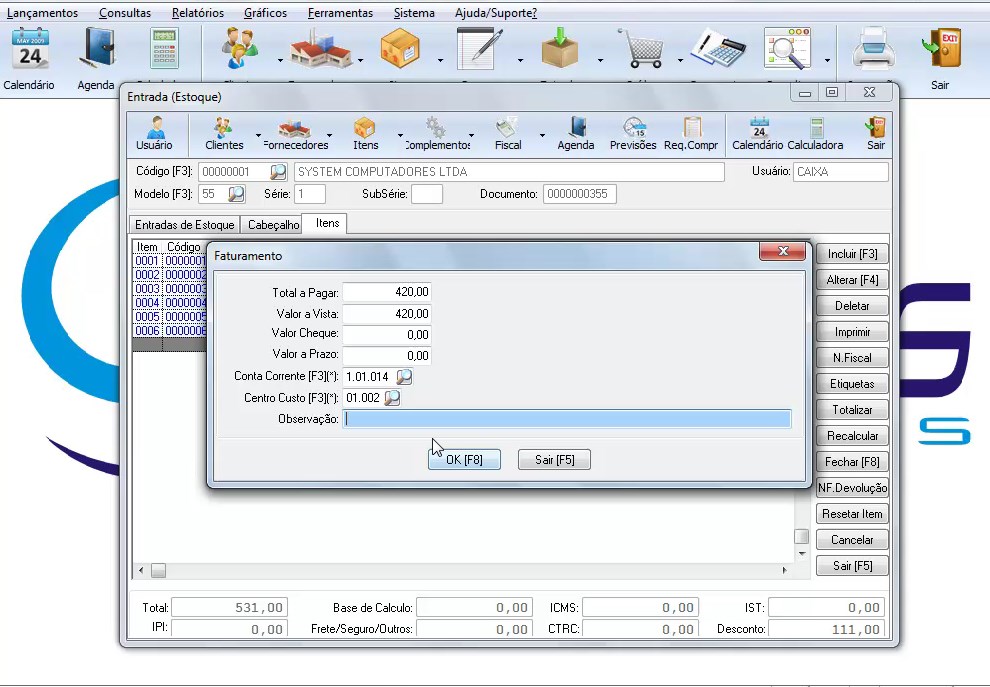 Lançamentos Consultas Relatórios Gráficos Ferramentas Sistema Ajuda/Suporte?
MAY 2009
24
EXIT
Calendário Agenda Sair
Entrada (Estoque)
24 15 EXIT
Usuário Clientes Fornecedores Itens Complementos Fiscal Agenda Previsões Req.Compr Calendário Calculadora Sair
Código [F3]: 00000001 SYSTEM COMPUTADORES LTDA Usuário: CAIXA
Modelo [F3]: 55 Série: 1 SubSérie: Documento: 0000000355
Entradas de Estoque Cabeçalho Itens
Item Código
0001 0000001
0002 0000002
0003 0000003
0004 0000004
0005 0000005
0006 0000006
Faturamento
Total a Pagar: 420,00
Valor a Vista: 420,00
Valor Cheque: 0,00
Valor a Prazo: 0,00
Conta Corrente [F3](*): 1.01.014
Centro Custo [F3](*): 01.002
Observação:
OK [F8] Sair [F5]
Incluir [F3]
Alterar [F4]
Deletar
Imprimir
N.Fiscal
Etiquetas
Totalizar
Recalcular
Fechar [F8]
NF.Devolução
Resetar Item
Cancelar
Sair [F5]
Total: 531,00 Base de Calculo: 0,00 ICMS: 0,00 IST: 0,00
IPI: 0,00 Frete/Seguro/Outros: 0,00 CTRC: 0,00 Desconto: 111,00
S